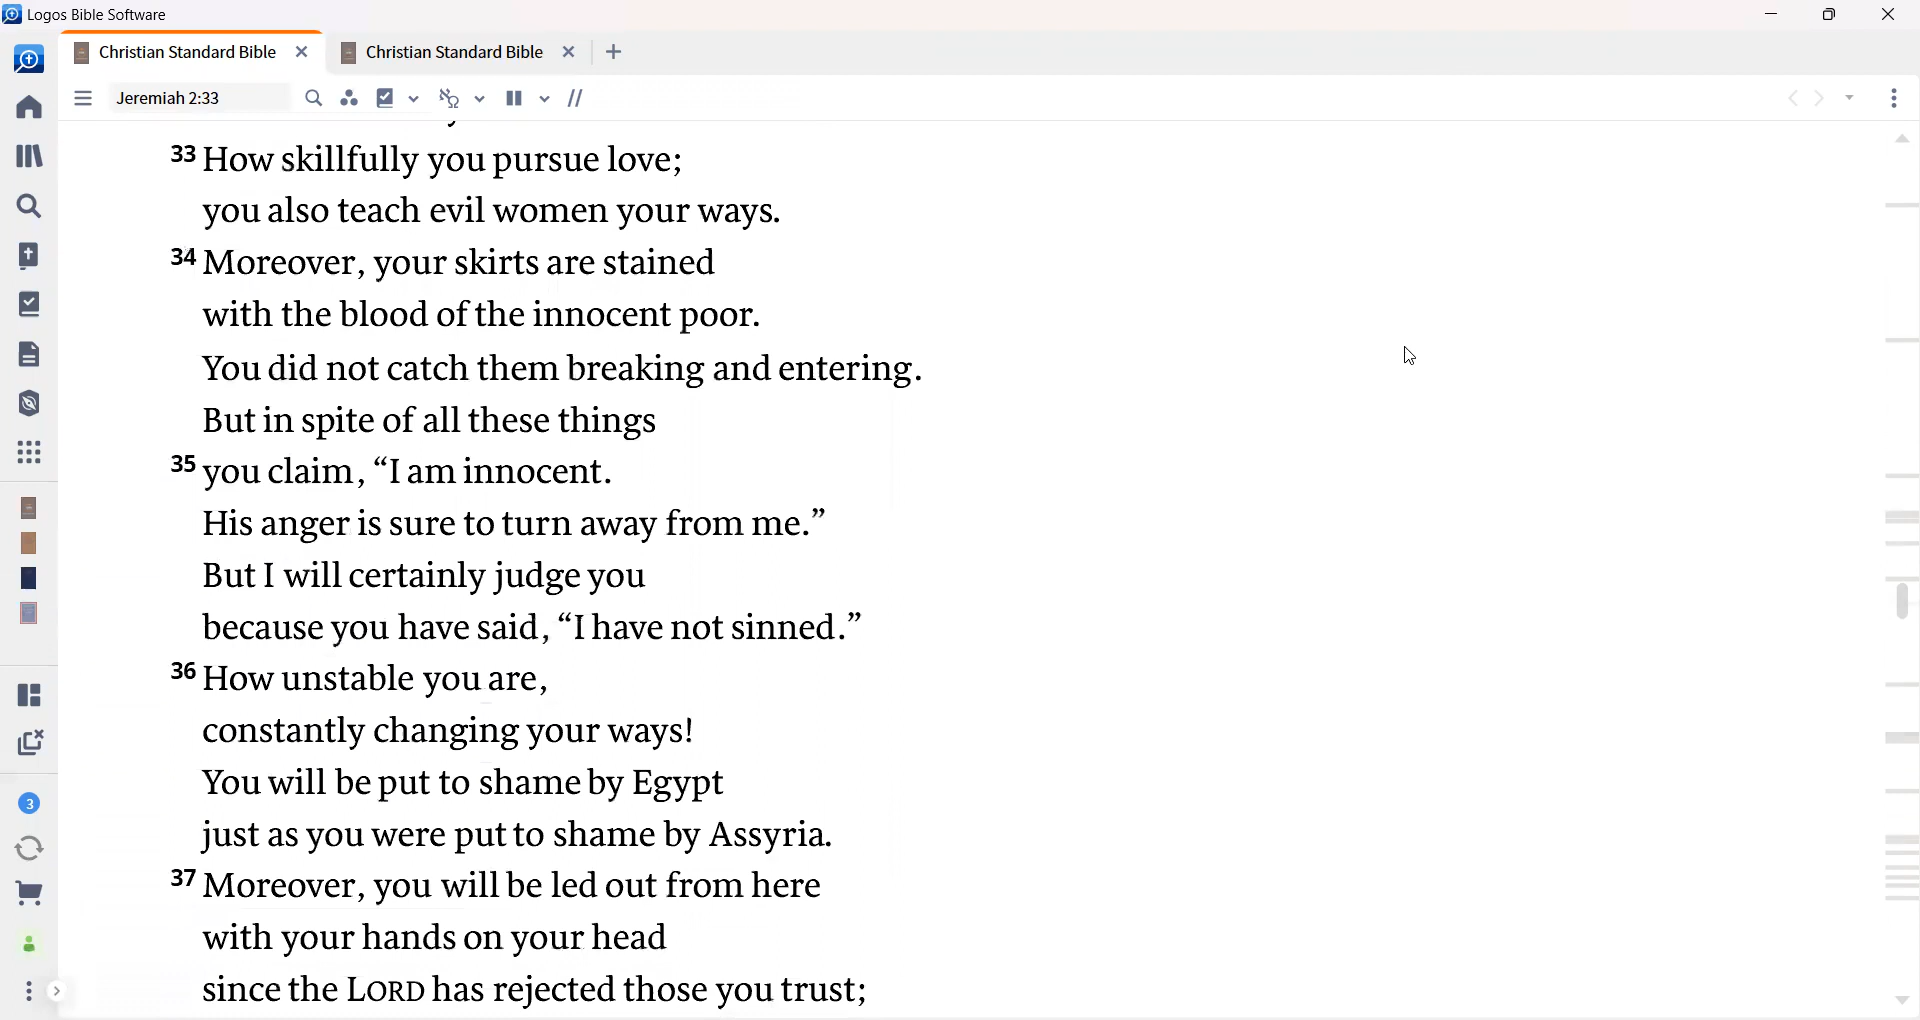 Logos Bible Software
Christian Standard Bible
Christian Standard Bible
Jeremiah 2:33
33 How skillfully you pursue love;
you also teach evil women your ways.
34 Moreover, your skirts are stained
with the blood of the innocent poor.
You did not catch them breaking and entering.
But in spite of all these things
35 you claim, “I am innocent.
His anger is sure to turn away from me.”
But I will certainly judge you
because you have said, “I have not sinned.”
36 How unstable you are,
constantly changing your ways!
You will be put to shame by Egypt
just as you were put to shame by Assyria.
37 Moreover, you will be led out from here
with your hands on your head
since the LORD has rejected those you trust;
3